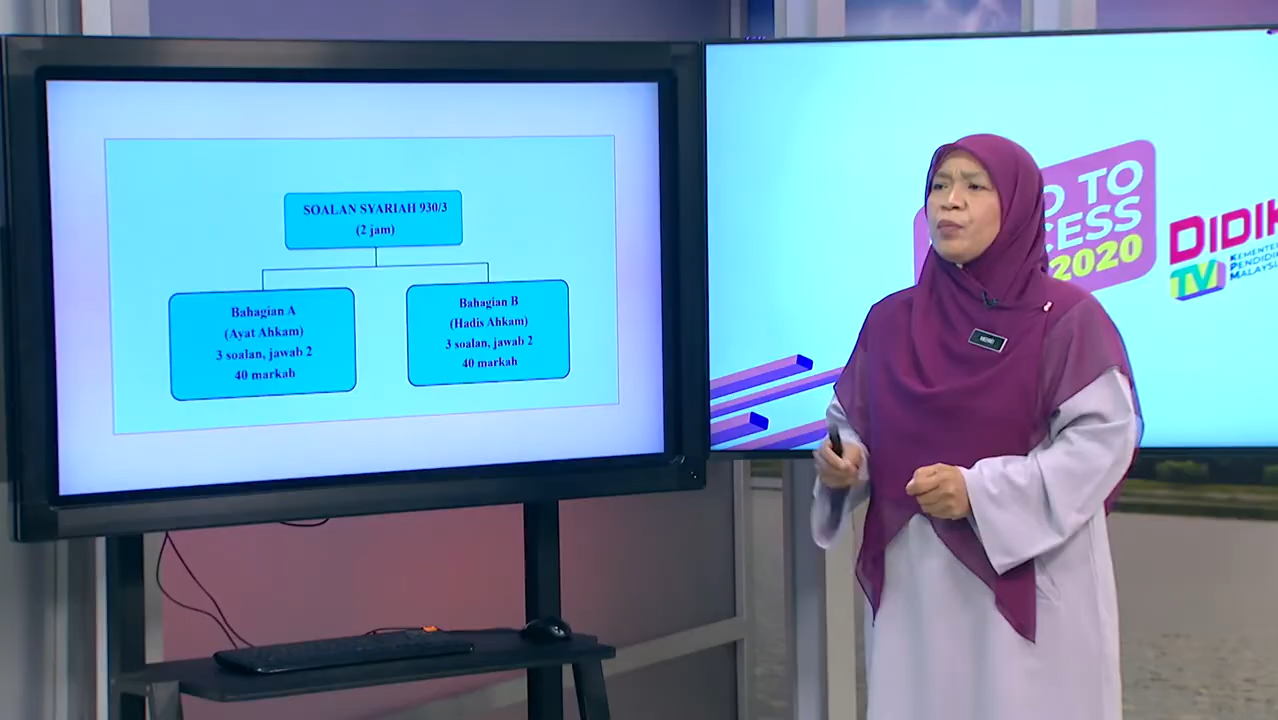 SOALAN SYARIAH 930/3
(2 jam)
Bahagian A
(Ayat Ahkam)
3 soalan, jawab 2
40 markah
Bahagian B
(Hadis Ahkam)
3 soalan, jawab 2
40 markah
TO
2020
TV